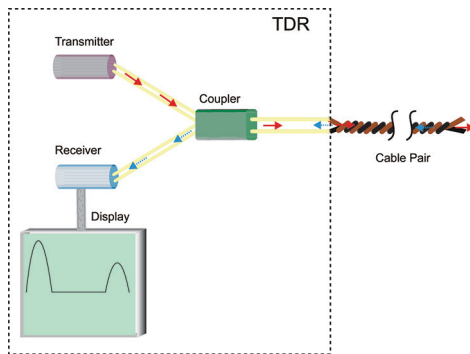 TDR
Transmitter
Coupler
Receiver
Cable Pair
Display